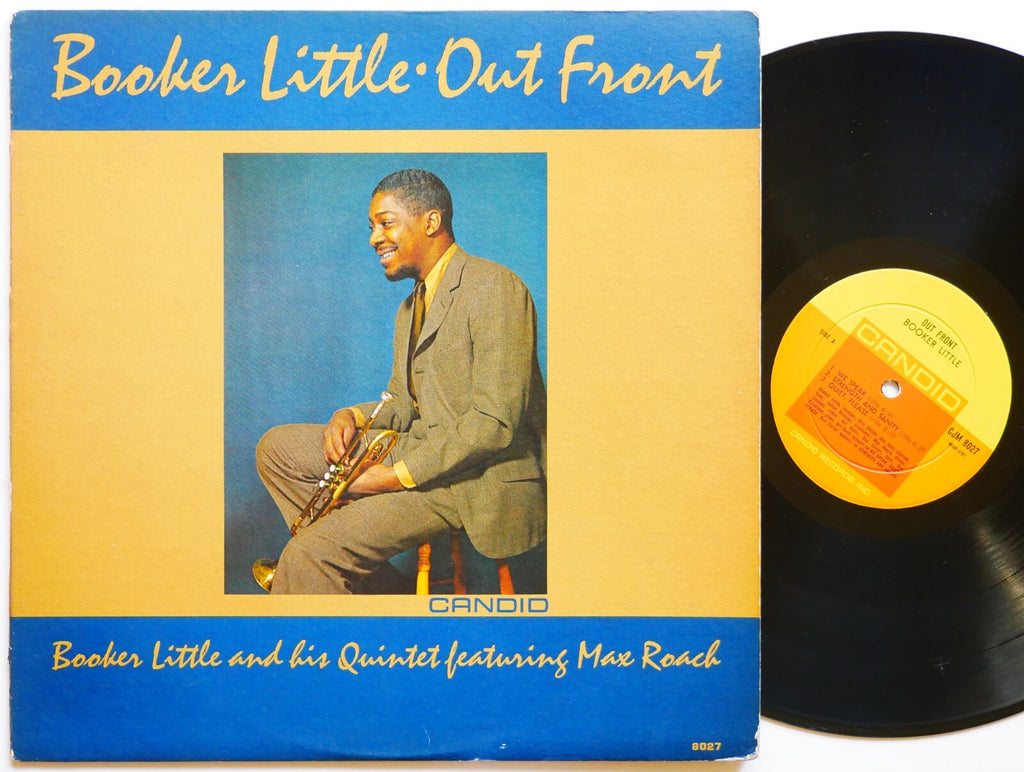 Booker Little · Out Front
CANDID
Booker Little and his Quintet featuring Max Roach
8027
OUT FRONT
BOOKER LITTLE
SIDE A
CANDID
1. WE SPEAK
2. STRENGTH AND SANITY
3. QUIET, PLEASE
CJM 8027
CANDID RECORDS, INC.